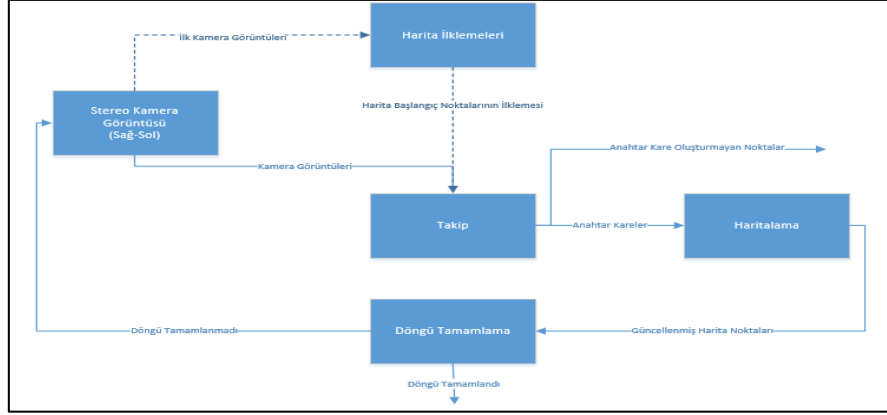 İlk Kamera Görüntüleri
Harita İlklemeleri
Stereo Kamera
Görüntüsü
(Sağ-Sol)
Harita Başlangıç Noktalarının İlklemesi
Anahtar Kare Oluşturmayan Noktalar
Kamera Görüntüleri
Takip
Anahtar Kareler
Haritalama
Döngü Tamamlanmadı
Döngü Tamamlama
Güncellenmiş Harita Noktaları
Döngü Tamamlandı